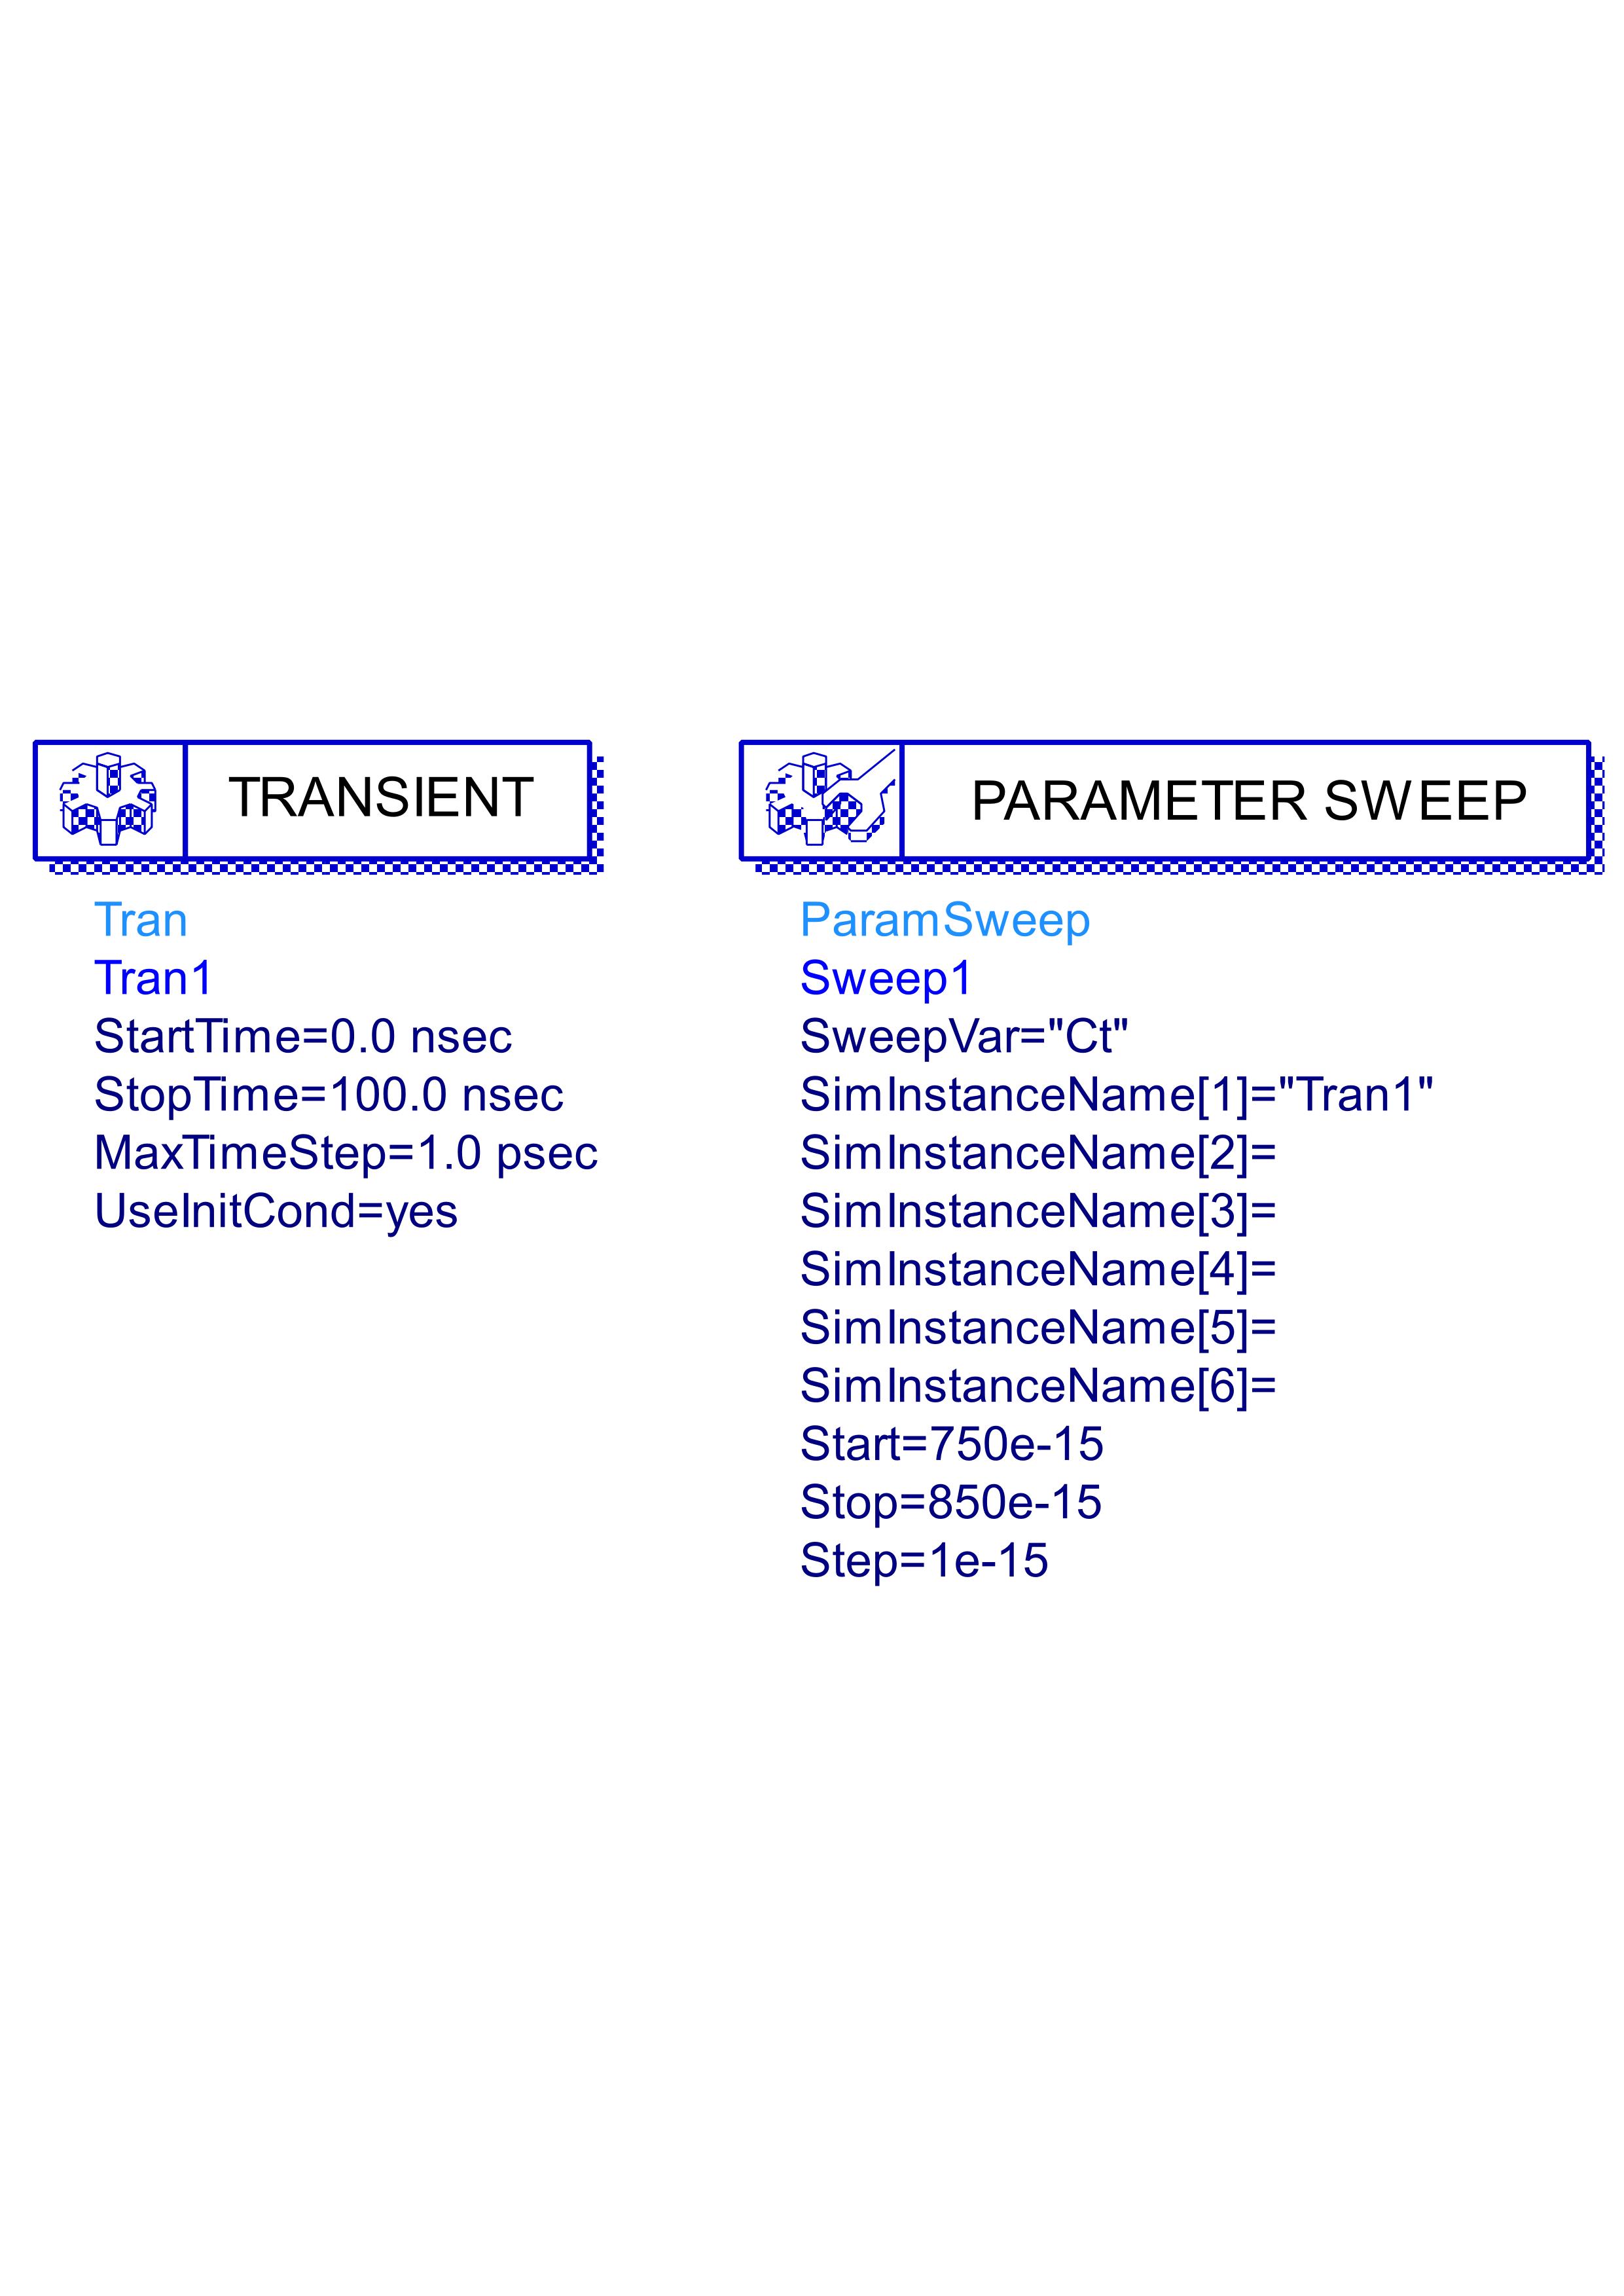 TRANSIENT
Tran
Tran1
StartTime=0.0 nsec
StopTime=100.0 nsec
MaxTimeStep=1.0 psec
UseInitCond=yes
PARAMETER SWEEP
ParamSweep
Sweep1
SweepVar="Ct"
SimInstanceName[1]="Tran1"
SimInstanceName[2]=
SimInstanceName[3]=
SimInstanceName[4]=
SimInstanceName[5]=
SimInstanceName[6]=
Start=750e-15
Stop=850e-15
Step=1e-15